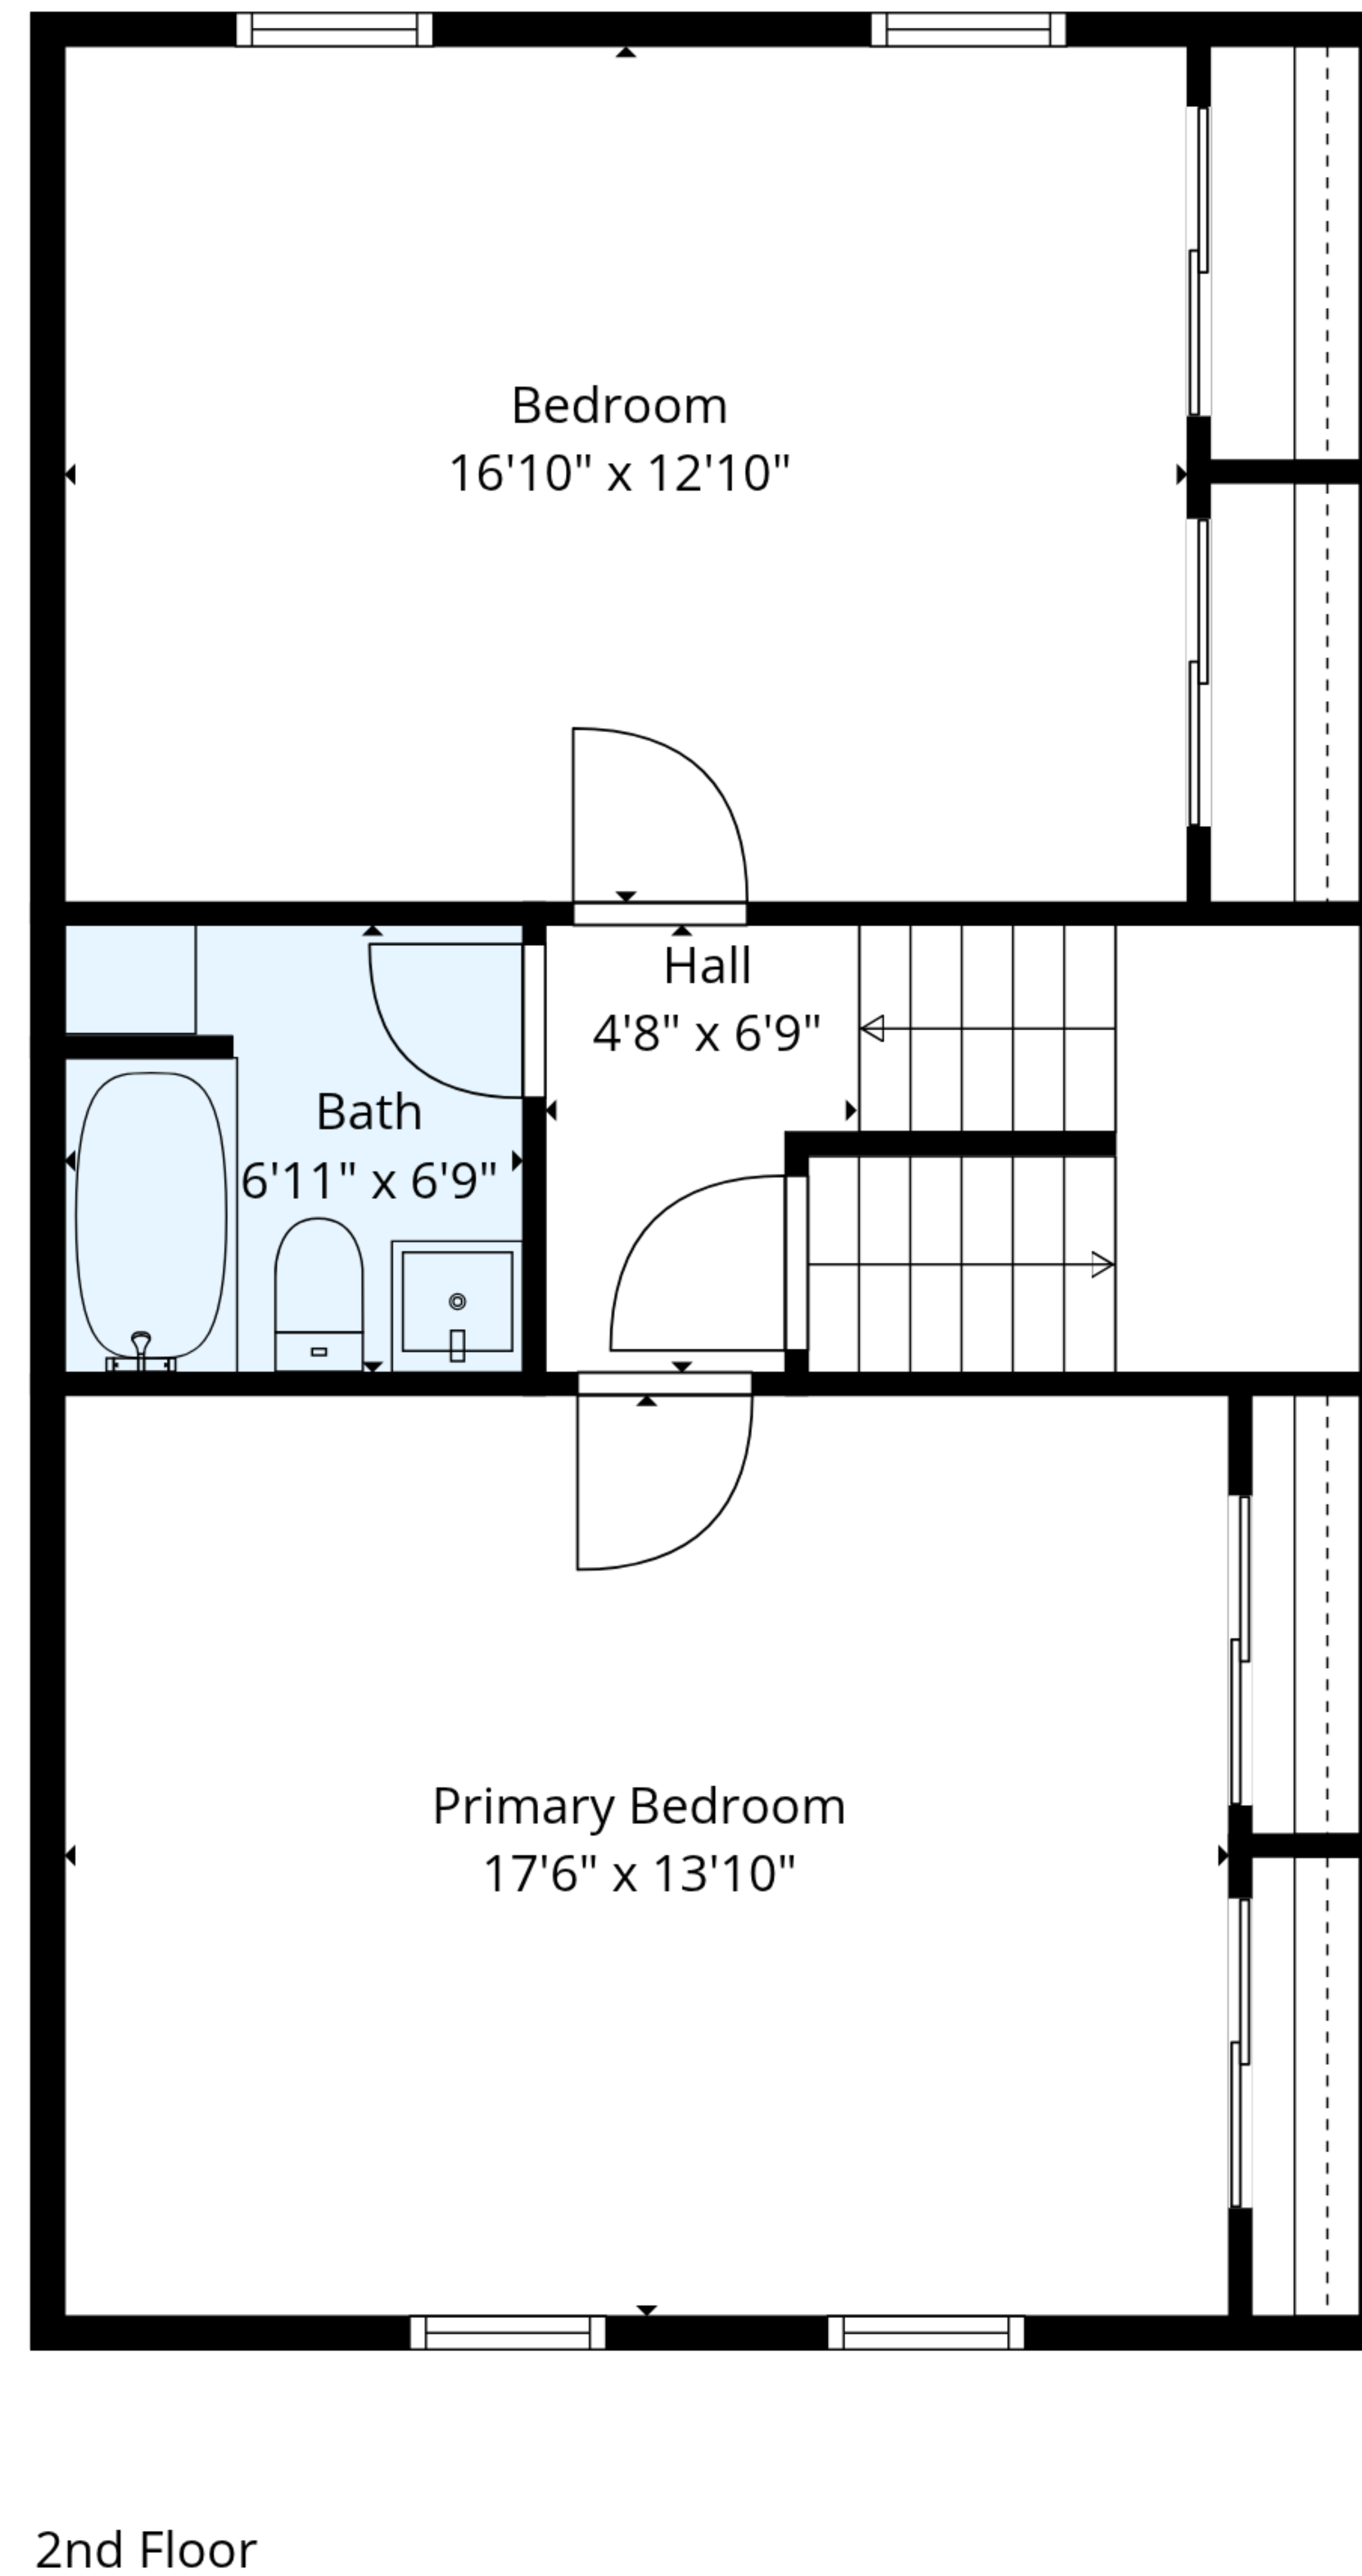 Bedroom
16'10" x 12'10"
Hall
4'8" x 6'9"
Bath
6'11" x 6'9"
Primary Bedroom
17'6" x 13'10"
2nd Floor